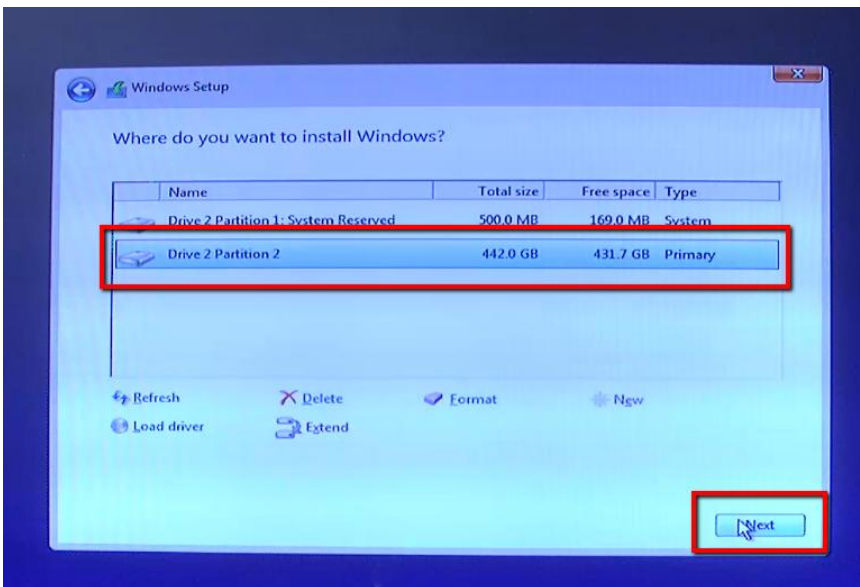 Windows Setup
Where do you want to install Windows?
Name Total size Free space Type
Drive 2 Partition 1: System Reserved 500.0 MB 169.0 MB System
Drive 2 Partition 2 442.0 GB 431.7 GB Primary
Refresh Delete Format New
Load driver Extend
Next